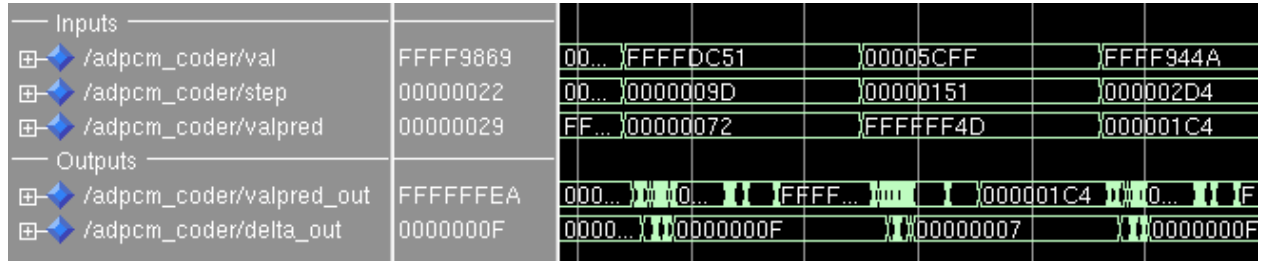 Inputs
/adpcm_coder/val FFFF9869 00... FFFFDC51 00005CFF FFFF944A
/adpcm_coder/step 00000022 00... 0000009D 00000151 000002D4
/adpcm_coder/valpred 00000029 FF... 00000072 FFFFFF4D 000001C4
Outputs
/adpcm_coder/valpred_out FFFFFFEA 000... 0... FFFF... 000001C4 0... F
/adpcm_coder/delta_out 0000000F 0000... 0000000F 00000007 0000000F